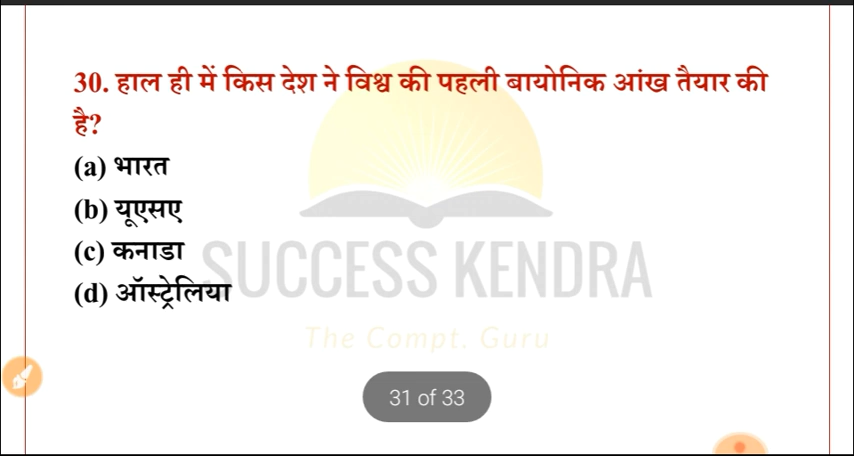 30. हाल ही में किस देश ने विश्व की पहली बायोनिक आंख तैयार की
है?
(a) भारत
(b) यूएसए
(c) कनाडा
(d) ऑस्ट्रेलिया
SUCCESS KENDRA
The Compt. Guru
31 of 33